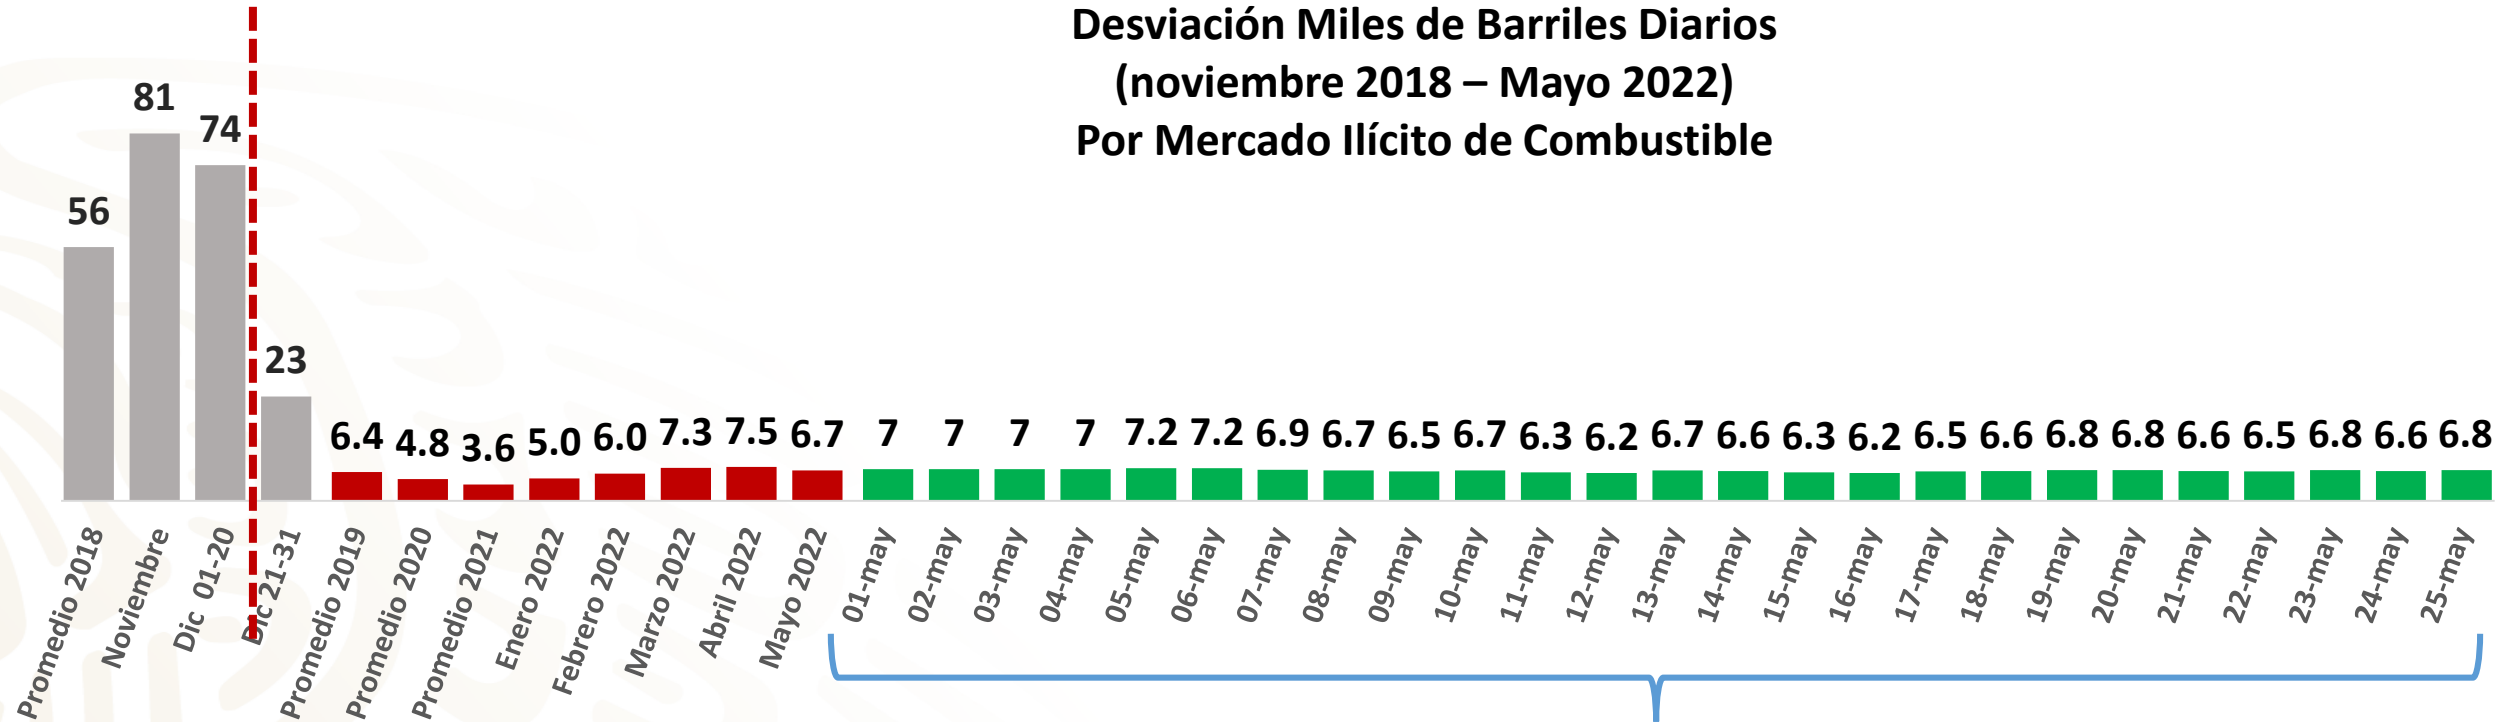 Desviación Miles de Barriles Diarios
(noviembre 2018 – Mayo 2022)
Por Mercado Ilícito de Combustible
56
81
74
23
6.4
4.8
3.6
5.0
6.0
7.3
7.5
6.7
7
7
7
7
7.2
7.2
6.9
6.7
6.5
6.7
6.3
6.2
6.7
6.6
6.3
6.2
6.5
6.6
6.8
6.8
6.6
6.5
6.8
6.6
6.8
Promedio 2018
Noviembre
Dic 01-20
Dic 21-31
Promedio 2019
Promedio 2020
Promedio 2021
Enero 2022
Febrero 2022
Marzo 2022
Abril 2022
Mayo 2022
01-may
02-may
03-may
04-may
05-may
06-may
07-may
08-may
09-may
10-may
11-may
12-may
13-may
14-may
15-may
16-may
17-may
18-may
19-may
20-may
21-may
22-may
23-may
24-may
25-may